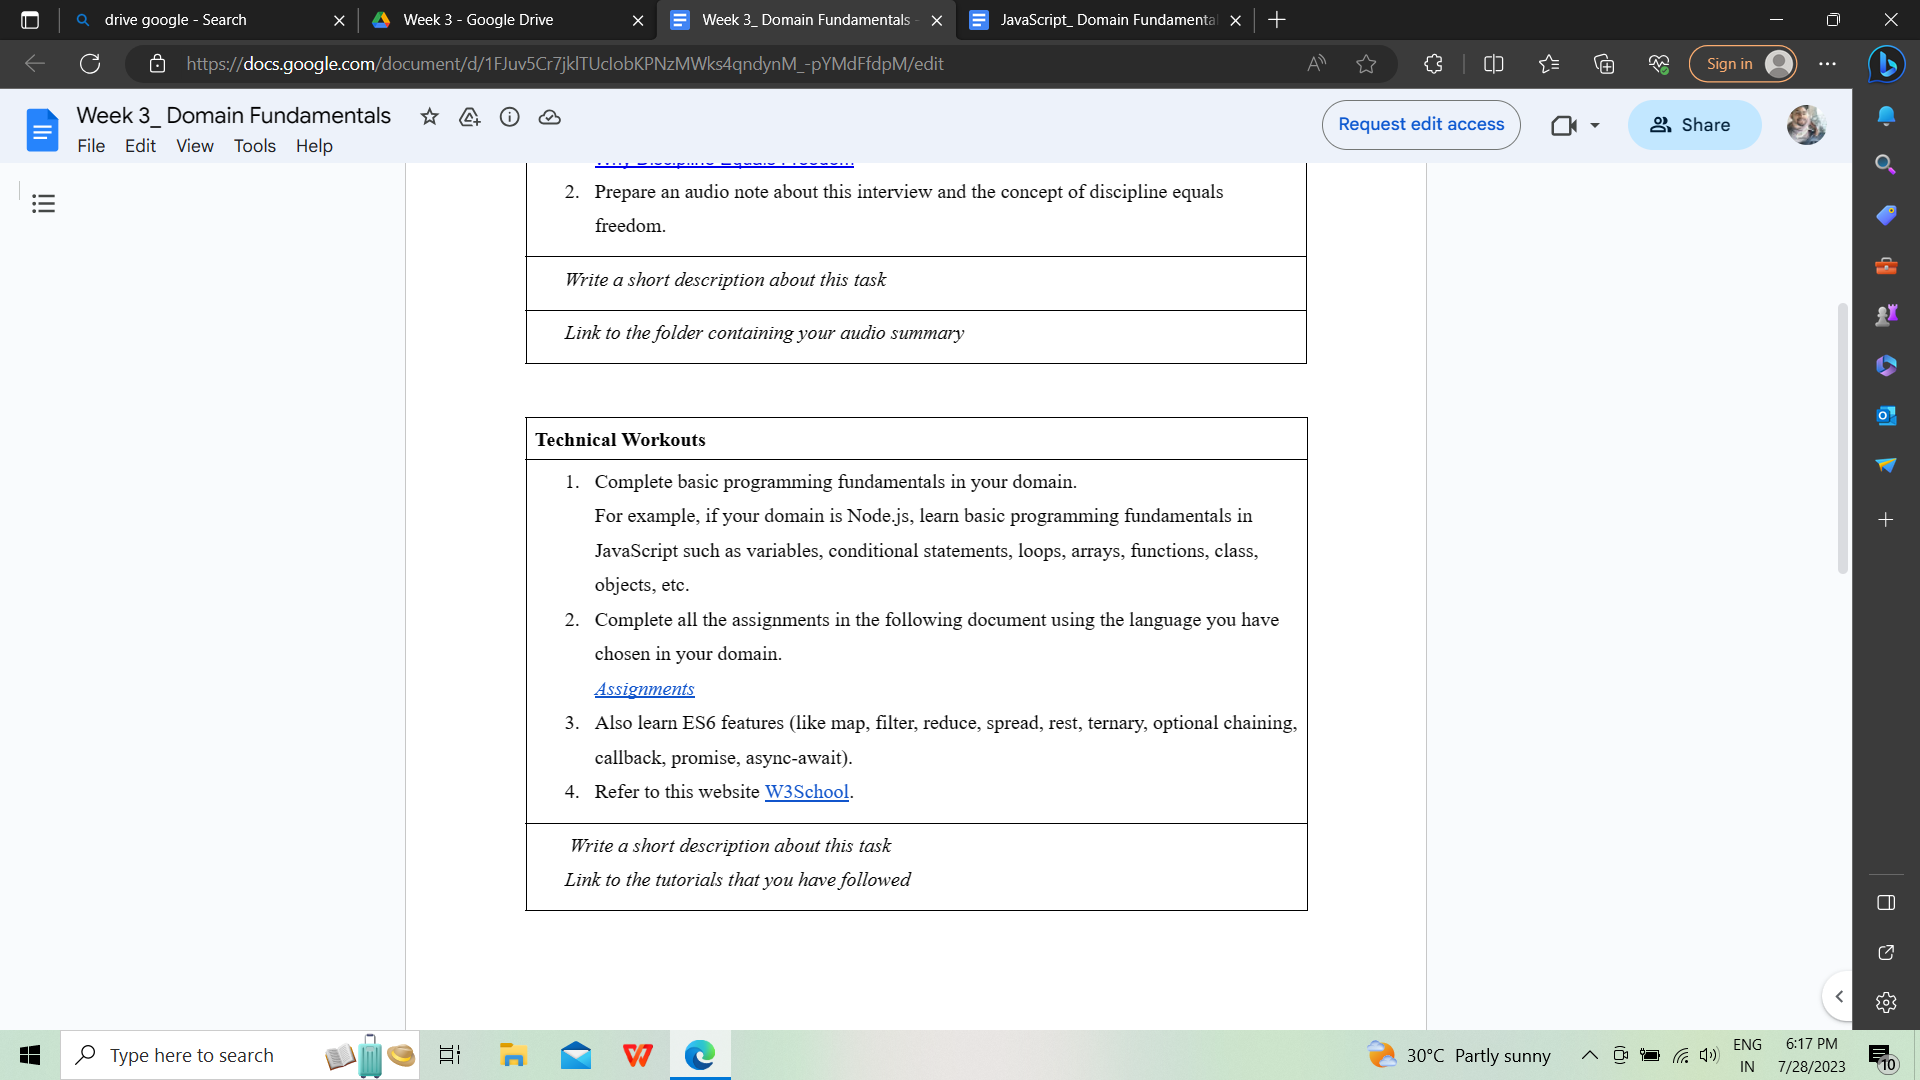 drive google - Search
Week 3 - Google Drive
Week 3_ Domain Fundamentals -
JavaScript_ Domain Fundamental
https://docs.google.com/document/d/1FJuv5Cr7jklTUcIobKPNzMWks4qndynM_-pYMdFfdpM/edit
Sign in
Week 3_ Domain Fundamentals
File Edit View Tools Help
Request edit access
Share
Why Discipline Equals Freedom
2. Prepare an audio note about this interview and the concept of discipline equals
freedom.
Write a short description about this task
Link to the folder containing your audio summary
Technical Workouts
1. Complete basic programming fundamentals in your domain.
For example, if your domain is Node.js, learn basic programming fundamentals in
JavaScript such as variables, conditional statements, loops, arrays, functions, class,
objects, etc.
2. Complete all the assignments in the following document using the language you have
chosen in your domain.
Assignments
3. Also learn ES6 features (like map, filter, reduce, spread, rest, ternary, optional chaining,
callback, promise, async-await).
4. Refer to this website W3School.
Write a short description about this task
Link to the tutorials that you have followed
Type here to search
30°C Partly sunny
ENG
IN
6:17 PM
7/28/2023
10